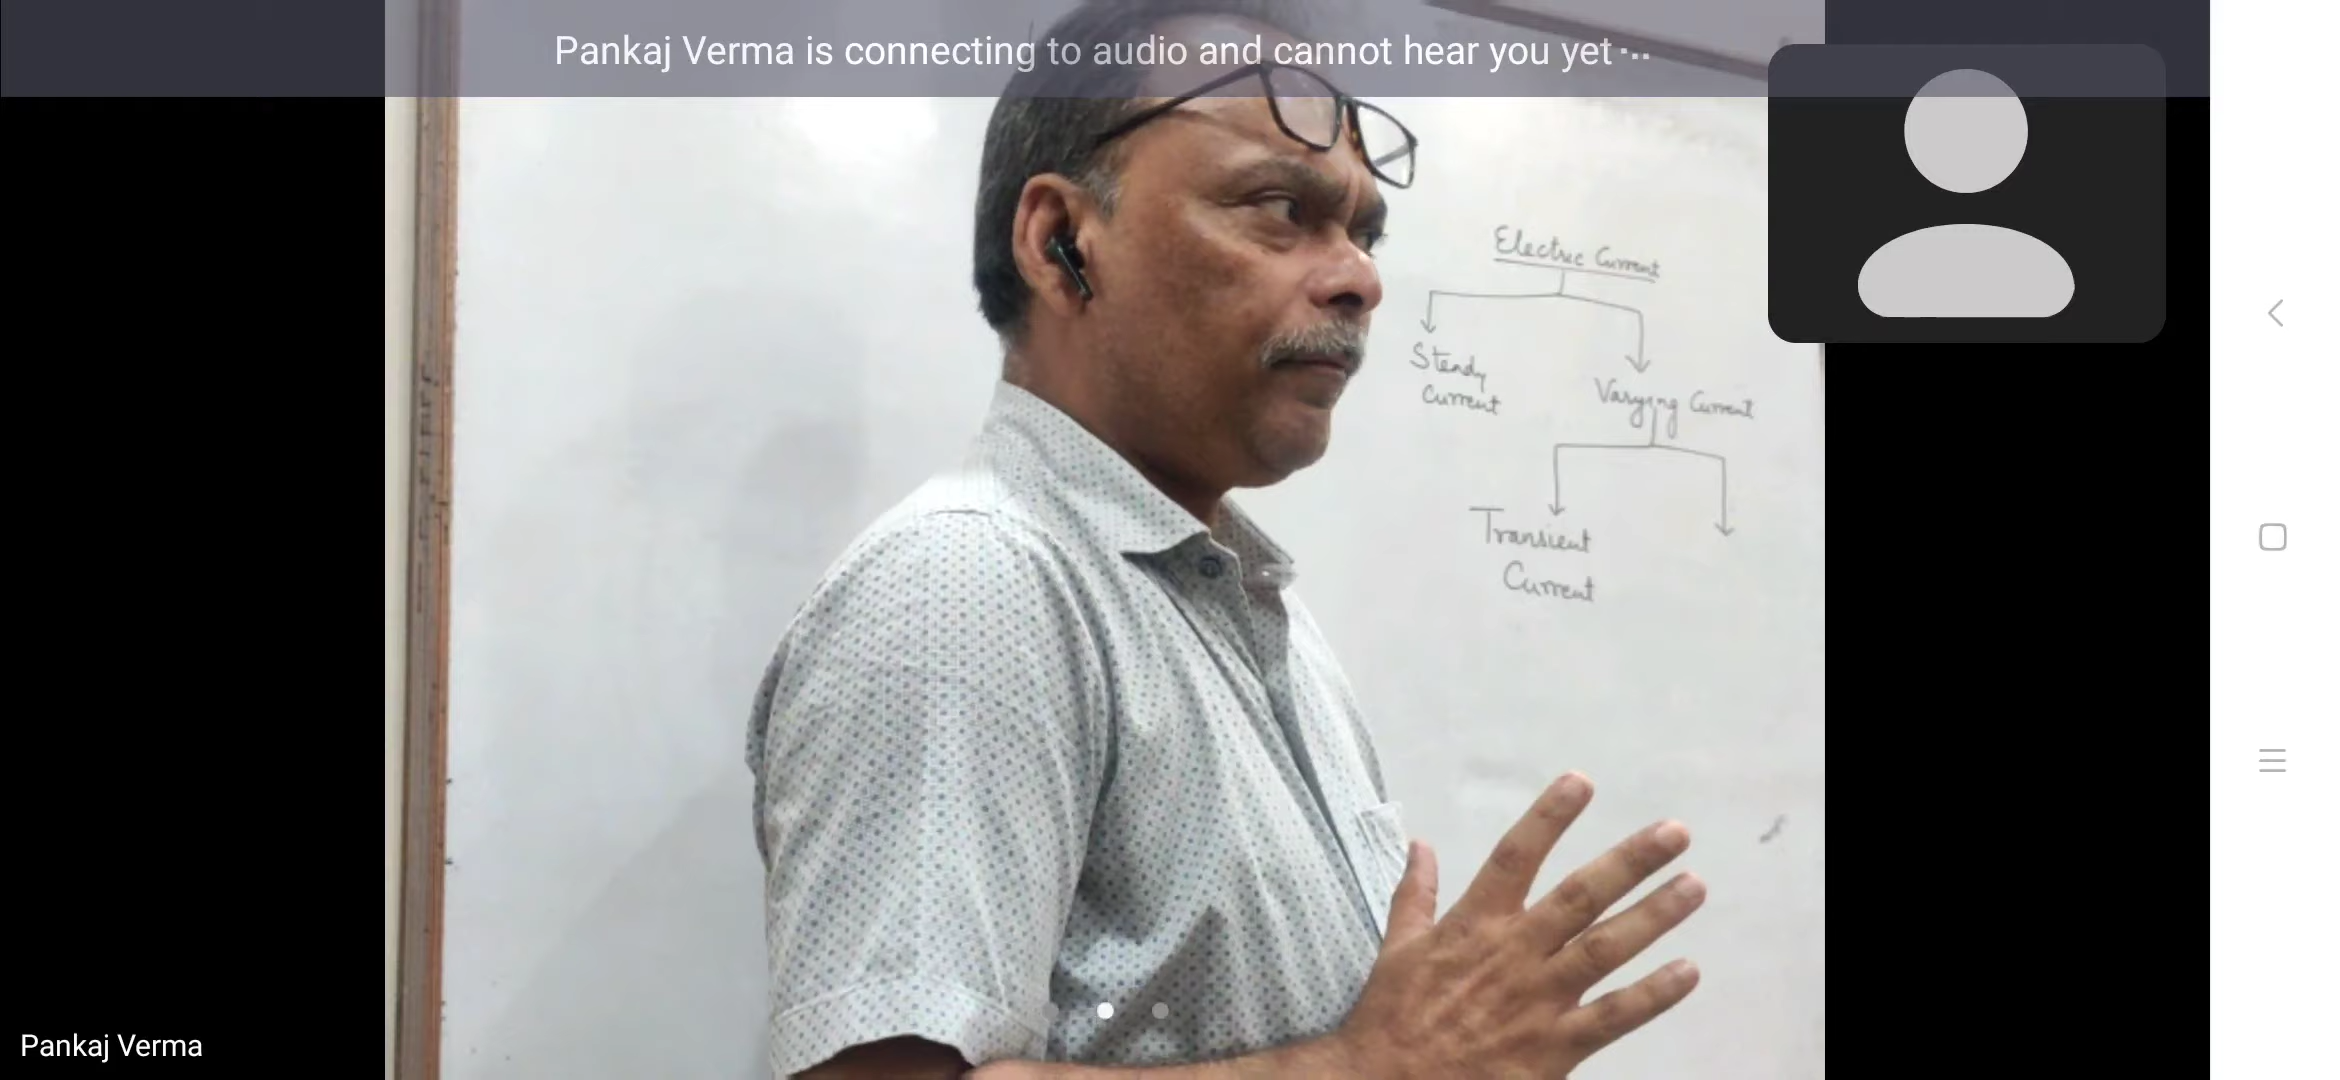 Pankaj Verma is connecting to audio and cannot hear you yet ...
Electric Current
Steady
Current
Varying Current
Transient
Current
Pankaj Verma